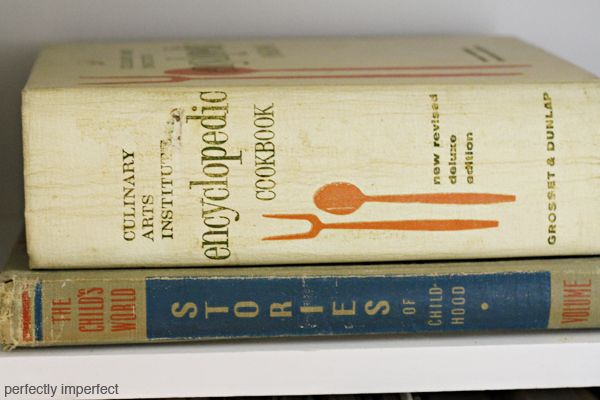 CULINARY
ARTS
INSTITUTE
encyclopedic
COOKBOOK
new revised
deluxe
edition
GROSSET & DUNLAP
THE
CHILD'S
WORLD
STORIES
OF
CHILD-
HOOD
VOLUME
perfectly imperfect